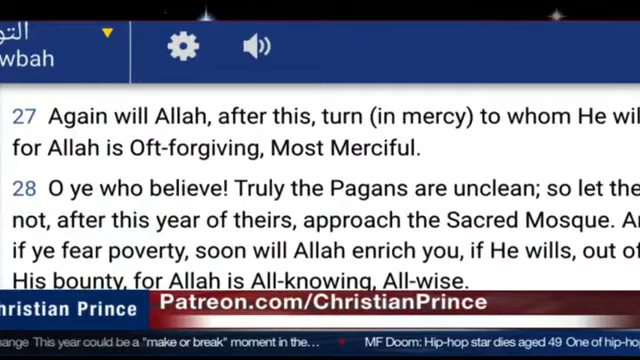 التو
wbah
27 Again will Allah, after this, turn (in mercy) to whom He wil
for Allah is Oft-forgiving, Most Merciful.
28 O ye who believe! Truly the Pagans are unclean; so let the
not, after this year of theirs, approach the Sacred Mosque. An
if ye fear poverty, soon will Allah enrich you, if He wills, out of
His bounty, for Allah is All-knowing, All-wise.
hristian Prince
Patreon.com/ChristianPrince
hange This year could be a "make or break" moment in the...
MF Doom: Hip-hop star dies aged 49 One of hip-ho